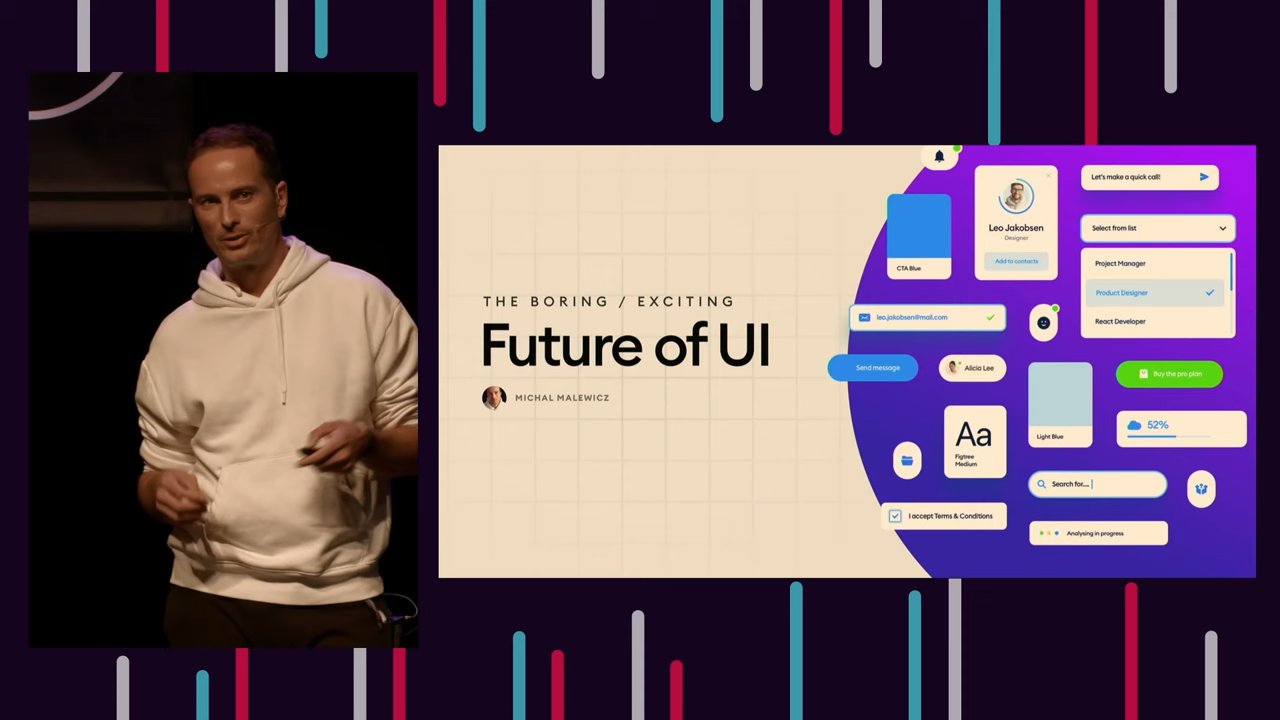 THE BORING / EXCITING
Future of UI
MICHAL MALEWICZ
CTA Blue
Leo Jakobsen
Designer
Add to contacts
Let's make a quick call!
Select from list
Project Manager
Product Designer
React Developer
leo.jakobsen@mail.com
Send message
Alicia Lee
Buy the pro plan
Aa
Figtree
Medium
Light Blue
52%
Search for....
I accept Terms & Conditions
Analysing in progress